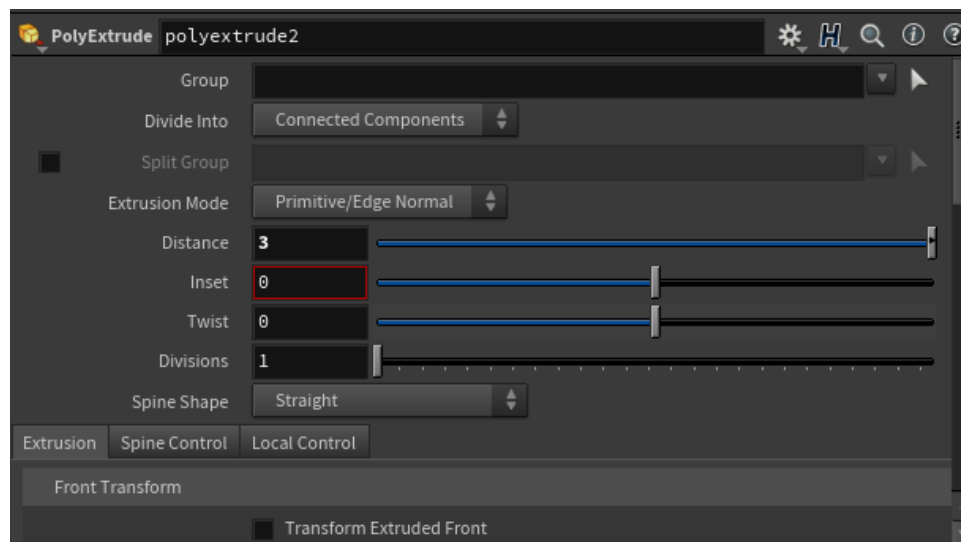 PolyExtrude polyextrude2
Group
Divide Into Connected Components
Split Group
Extrusion Mode Primitive/Edge Normal
Distance 3
Inset 0
Twist 0
Divisions 1
Spine Shape Straight
Extrusion Spine Control Local Control
Front Transform
Transform Extruded Front